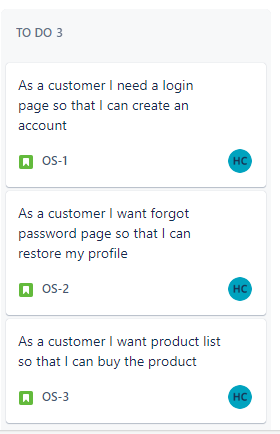 TO DO 3
As a customer I need a login
page so that I can create an
account
OS-1 HC
As a customer I want forgot
password page so that I can
restore my profile
OS-2 HC
As a customer I want product list
so that I can buy the product
OS-3 HC